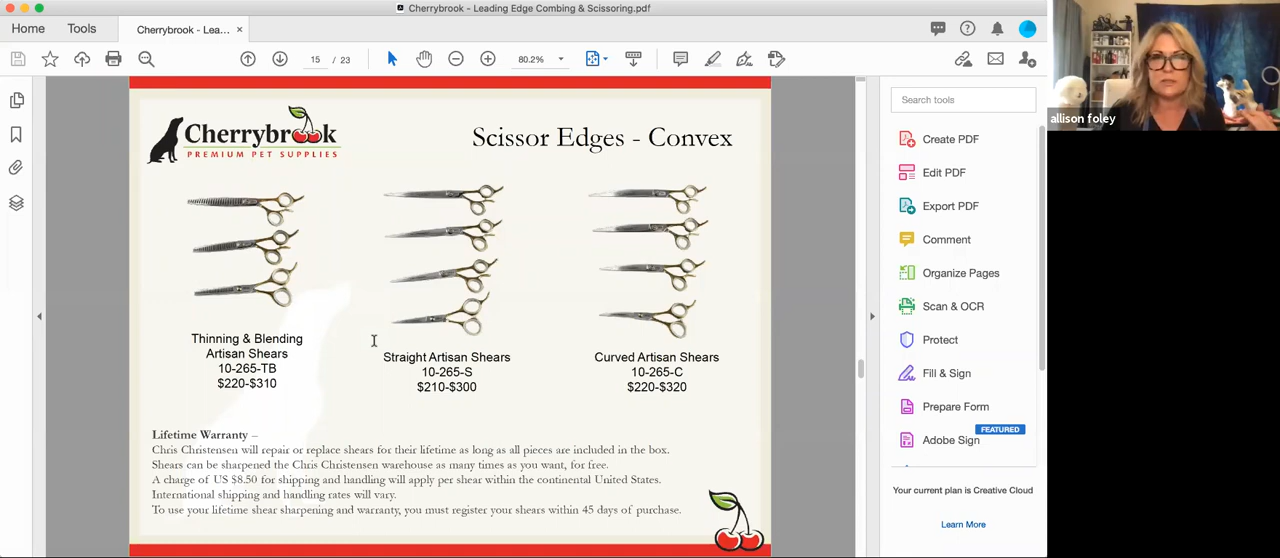 Cherrybrook - Leading Edge Combing & Scissoring.pdf
Home
Tools
Cherrybrook - Lea...
15 / 23
80.2%
allison foley
Cherrybrook
PREMIUM PET SUPPLIES
Scissor Edges - Convex
Thinning & Blending
Artisan Shears
10-265-TB
$220-$310
Straight Artisan Shears
10-265-S
$210-$300
Curved Artisan Shears
10-265-C
$220-$320
Lifetime Warranty –
Chris Christensen will repair or replace shears for their lifetime as long as all pieces are included in the box.
Shears can be sharpened the Chris Christensen warehouse as many times as you want, for free.
A charge of US $8.50 for shipping and handling will apply per shear within the continental United States.
International shipping and handling rates will vary.
To use your lifetime shear sharpening and warranty, you must register your shears within 45 days of purchase.
Search tools
Create PDF
Edit PDF
Export PDF
Comment
Organize Pages
Scan & OCR
Protect
Fill & Sign
Prepare Form
FEATURED
Adobe Sign
Your current plan is Creative Cloud
Learn More